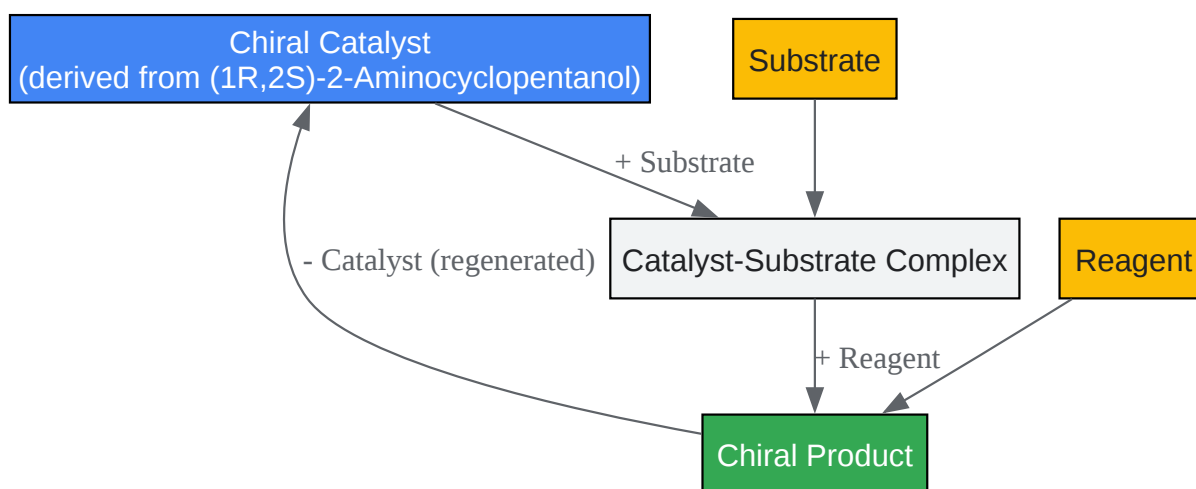 Chiral Catalyst
(derived from (1R,2S)-2-Aminocyclopentanol)
Substrate
+ Substrate
- Catalyst (regenerated)
Catalyst-Substrate Complex
Reagent
+ Reagent
Chiral Product